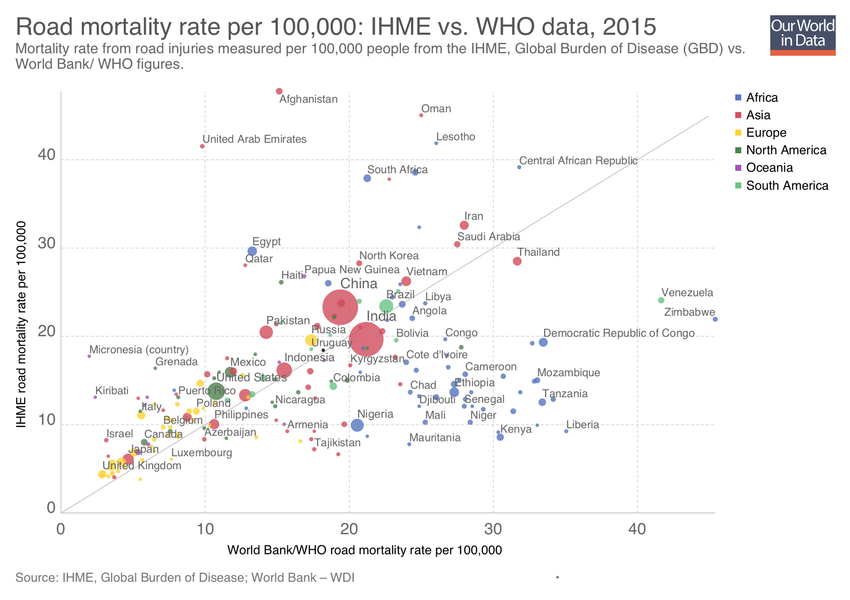 Road mortality rate per 100,000: IHME vs. WHO data, 2015
Mortality rate from road injuries measured per 100,000 people from the IHME, Global Burden of Disease (GBD) vs.
World Bank/ WHO figures.
Our World
in Data
Afghanistan
Oman
United Arab Emirates
Lesotho
Central African Republic
South Africa
Iran
Saudi Arabia
Egypt
Thailand
Qatar
North Korea
Haiti
Papua New Guinea
Vietnam
China
Brazil
Libya
Venezuela
Angola
Zimbabwe
Pakistan
India
Russia
Bolivia
Congo
Democratic Republic of Congo
Uruguay
Micronesia (country)
Grenada
Mexico
Indonesia
Kyrgyzstan
Cote d'Ivoire
Cameroon
United States
Colombia
Mozambique
Kiribati
Puerto Rico
Chad
Ethiopia
Tanzania
Italy
Poland
Nicaragua
Djibouti
Senegal
Belgium
Philippines
Nigeria
Mali
Niger
Israel
Canada
Azerbaijan
Armenia
Kenya
Liberia
Japan
Luxembourg
Tajikistan
Mauritania
United Kingdom
Africa
Asia
Europe
North America
Oceania
South America
IHME road mortality rate per 100,000
40
30
20
10
0
0
10
20
30
40
World Bank/WHO road mortality rate per 100,000
Source: IHME, Global Burden of Disease; World Bank – WDI